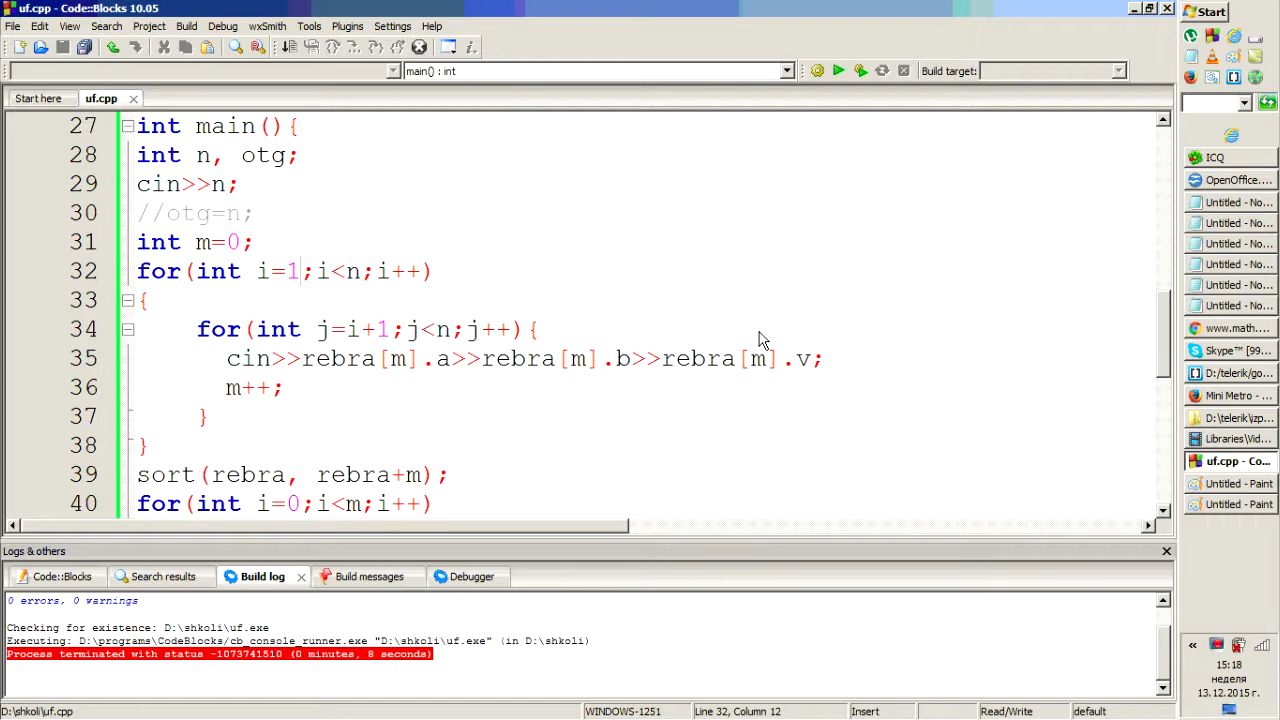 uf.cpp - Code::Blocks 10.05
Start
File Edit View Search Project Build Debug wxSmith Tools Plugins Settings Help
main() : int
Build target:
Start here
uf.cpp
27 int main(){
28 int n, otg;
29 cin>>n;
30 //otg=n;
31 int m=0;
32 for(int i=1;i<n;i++)
33 {
34 for(int j=i+1;j<n;j++){
35 cin>>rebra[m].a>>rebra[m].b>>rebra[m].v;
36 m++;
37 }
38 }
39 sort(rebra, rebra+m);
40 for(int i=0;i<m;i++)
Logs & others
Code::Blocks
Search results
Build log
Build messages
Debugger
0 errors, 0 warnings
Checking for existence: D:\shkoli\uf.exe
Executing: D:\programs\CodeBlocks/cb_console_runner.exe "D:\shkoli\uf.exe" (in D:\shkoli)
Process terminated with status -1073741510 (0 minutes, 8 seconds)
D:\shkoli\uf.cpp
WINDOWS-1251
Line 32, Column 12
Insert
Read/Write
default
ICQ
OpenOffice....
Untitled - No...
Untitled - No...
Untitled - No...
Untitled - No...
Untitled - No...
Untitled - No...
www.math....
Skype™ [99...
D:/telerik/go...
Mini Metro - ...
D:\telerik\izp...
Libraries\Vid...
uf.cpp - Co...
Untitled - Paint
Untitled - Paint
15:18
неделя
13.12.2015 г.